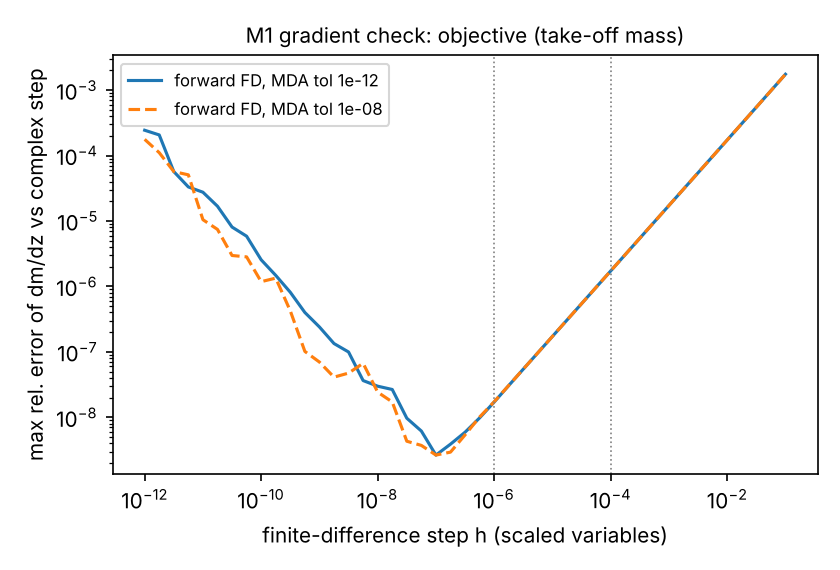 M1 gradient check: objective (take-off mass)
forward FD, MDA tol 1e-12
forward FD, MDA tol 1e-08
max rel. error of dm/dz vs complex step
10⁻³
10⁻⁴
10⁻⁵
10⁻⁶
10⁻⁷
10⁻⁸
10⁻¹² 10⁻¹⁰ 10⁻⁸ 10⁻⁶ 10⁻⁴ 10⁻²
finite-difference step h (scaled variables)